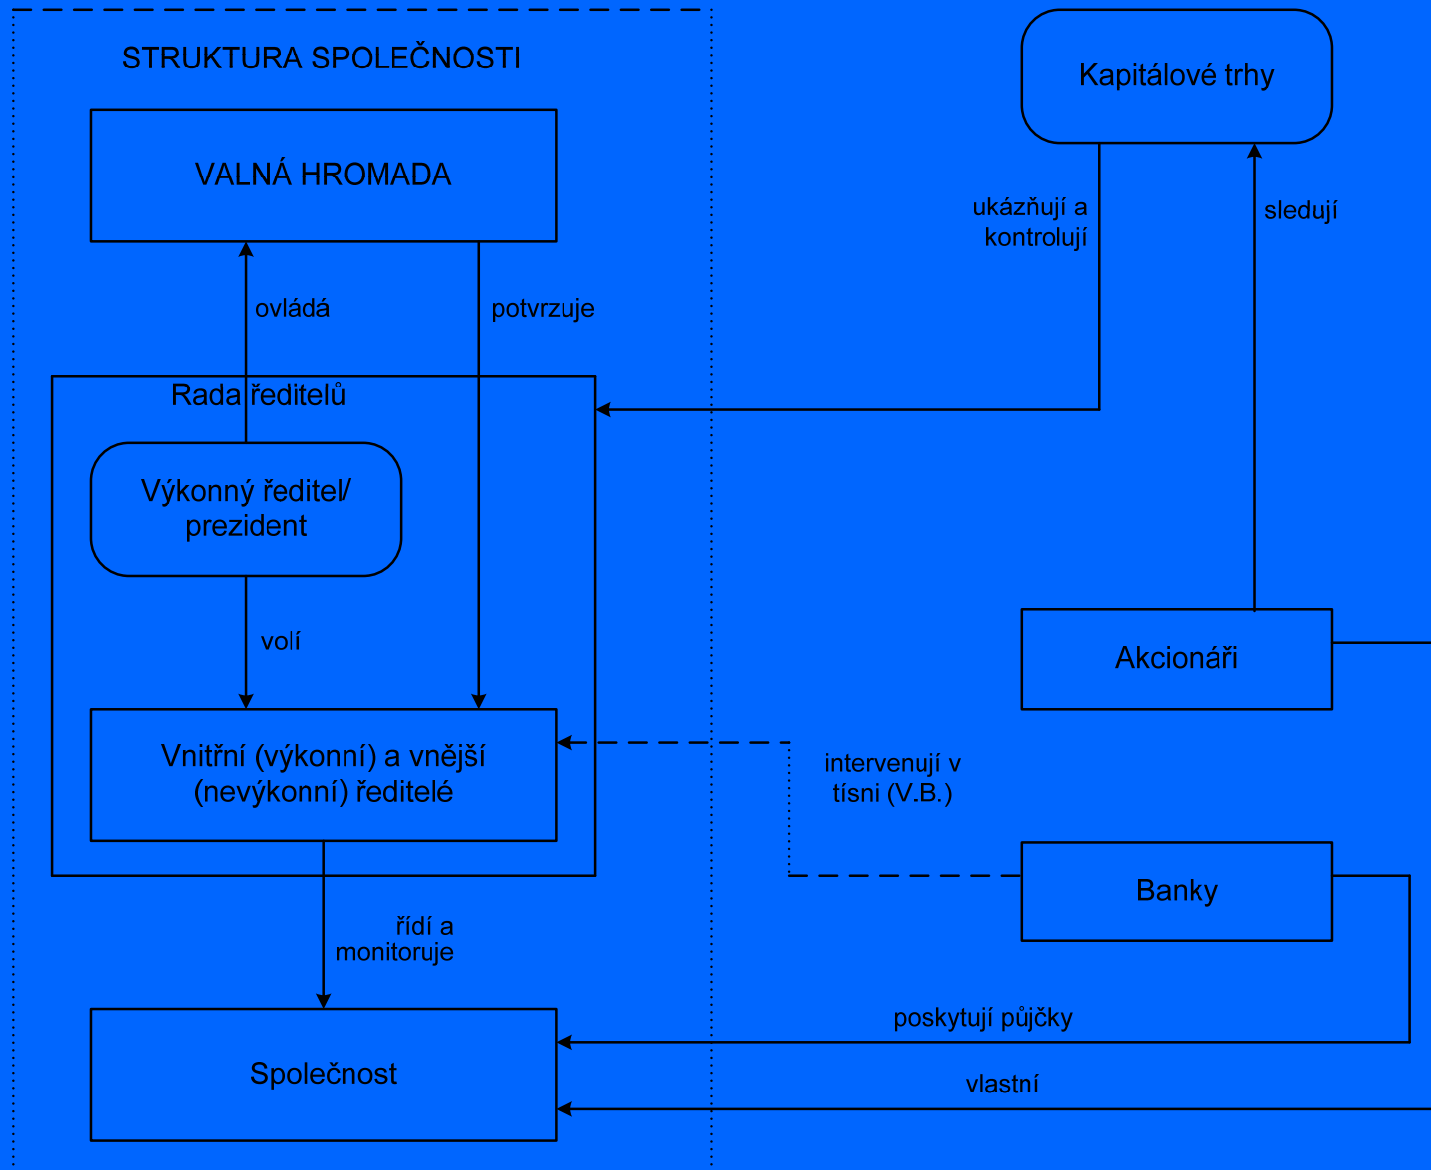 STRUKTURA SPOLEČNOSTI
VALNÁ HROMADA
ovládá
potvrzuje
Rada ředitelů
Výkonný ředitel/
prezident
volí
Vnitřní (výkonní) a vnější
(nevýkonní) ředitelé
řídí a
monitoruje
Společnost
Kapitálové trhy
ukázňují a
kontrolují
sledují
Akcionáři
intervenují v
tísni (V.B.)
Banky
poskytují půjčky
vlastní